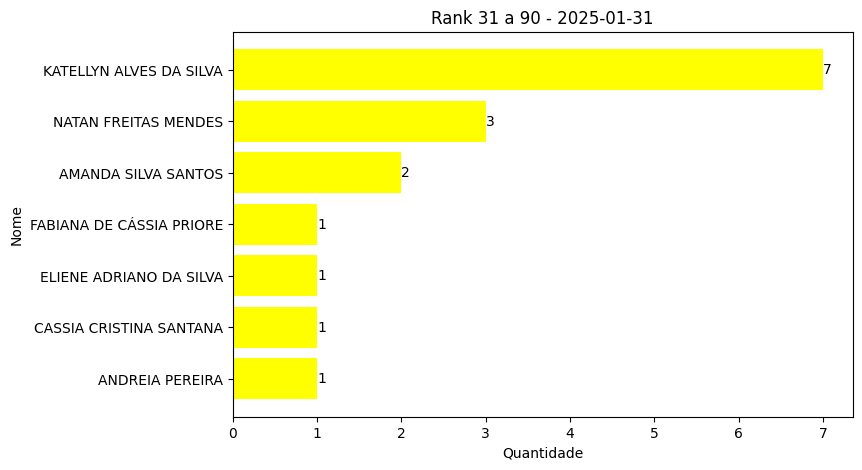 Rank 31 a 90 - 2025-01-31
Nome
KATELLYN ALVES DA SILVA
7
NATAN FREITAS MENDES
3
AMANDA SILVA SANTOS
2
FABIANA DE CÁSSIA PRIORE
1
ELIENE ADRIANO DA SILVA
1
CASSIA CRISTINA SANTANA
1
ANDREIA PEREIRA
1
0 1 2 3 4 5 6 7
Quantidade